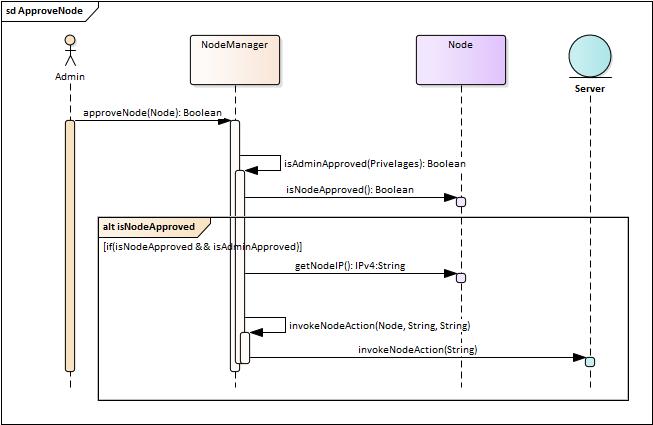 sd ApproveNode
NodeManager
Node
Admin
Server
approveNode(Node): Boolean
isAdminApproved(Privelages): Boolean
isNodeApproved(): Boolean
alt isNodeApproved
[if(isNodeApproved && isAdminApproved)]
getNodeIP(): IPv4:String
invokeNodeAction(Node, String, String)
invokeNodeAction(String)